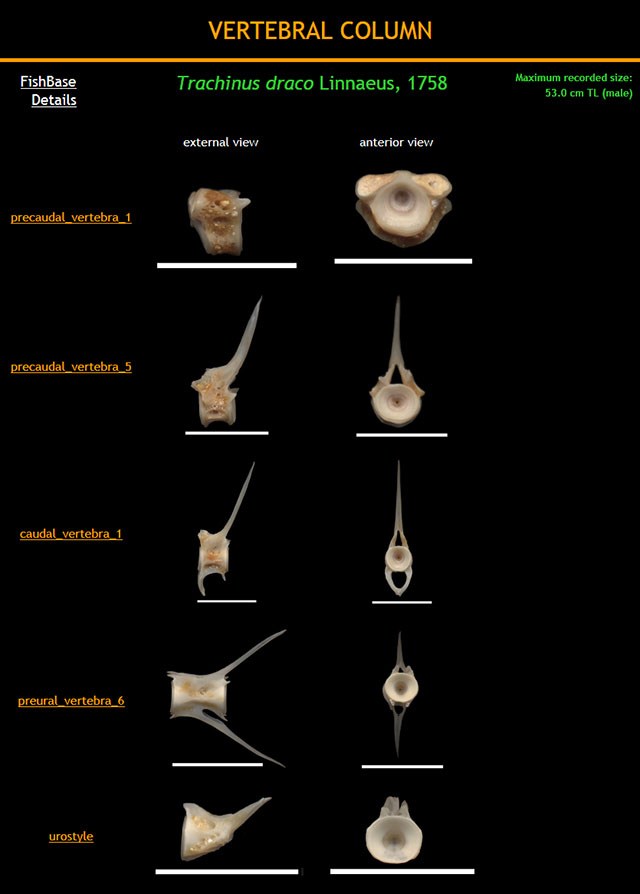 VERTEBRAL COLUMN
FishBase
Details
Trachinus draco Linnaeus, 1758
Maximum recorded size:
53.0 cm TL (male)
external view
anterior view
precaudal_vertebra_1
precaudal_vertebra_5
caudal_vertebra_1
preural_vertebra_6
urostyle